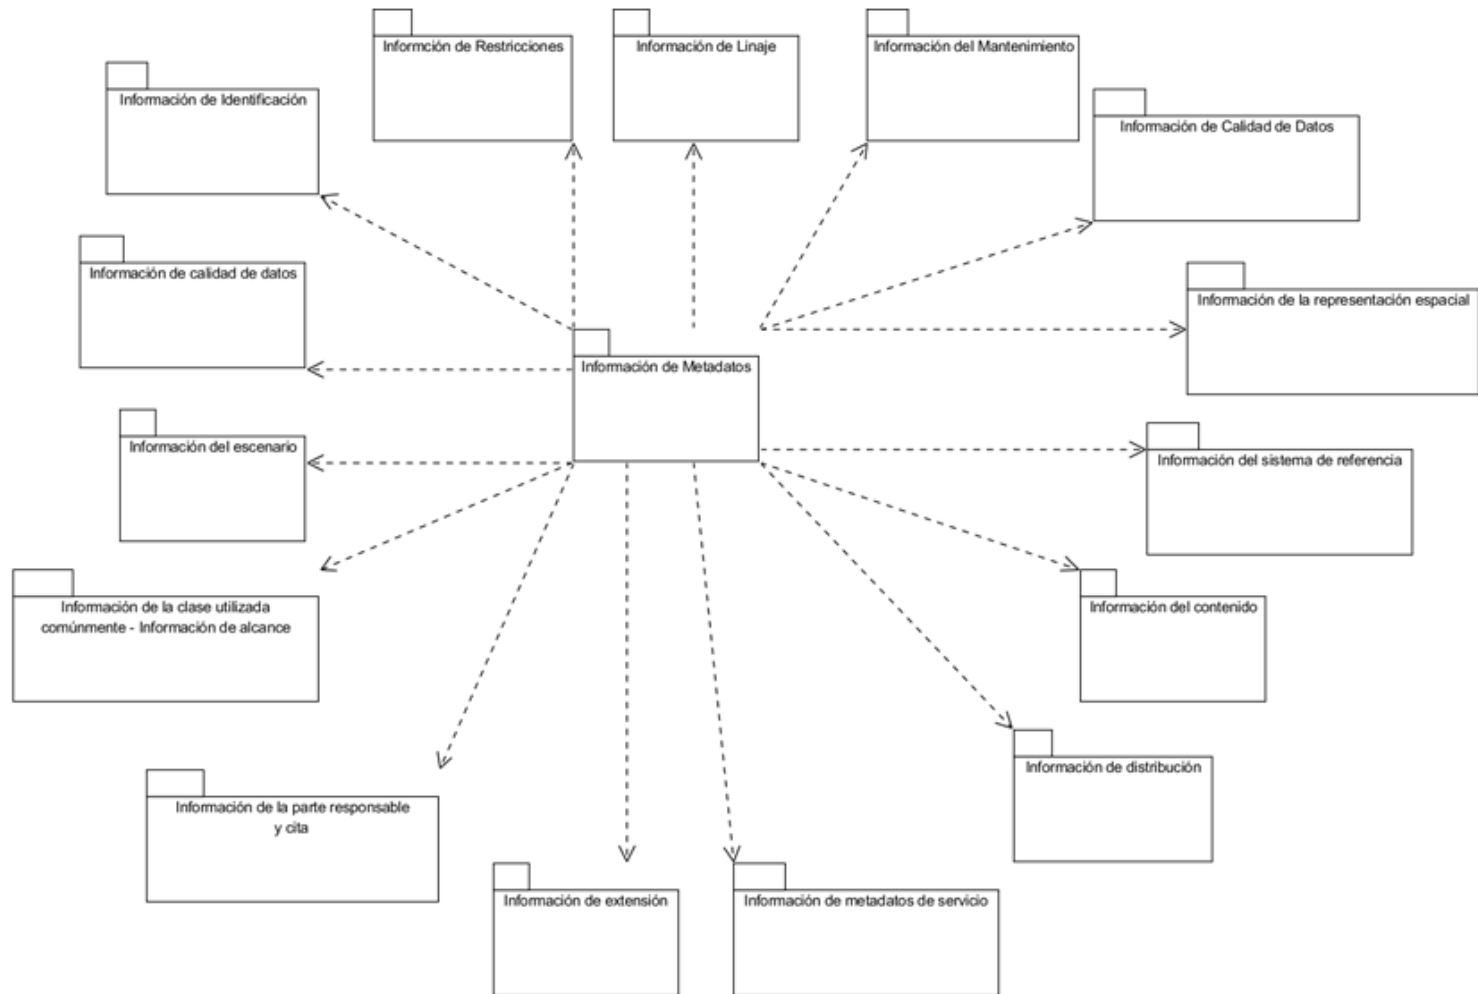 Informción de Restricciones
Información de Linaje
Información del Mantenimiento
Información de Identificación
Información de Calidad de Datos
Información de calidad de datos
Información de la representación espacial
Información de Metadatos
Información del escenario
Información del sistema de referencia
Información de la clase utilizada
comúnmente - Información de alcance
Información del contenido
Información de distribución
Información de la parte responsable
y cita
Información de extensión
Información de metadatos de servicio